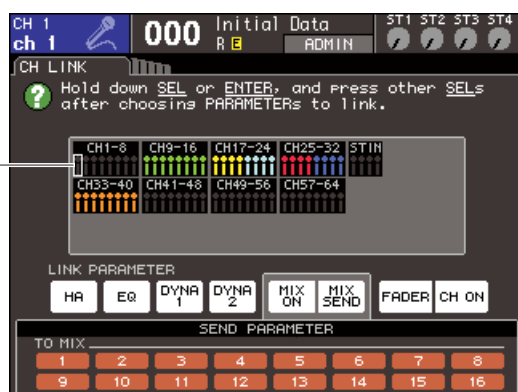 CH 1 000 Initial Data ST1 ST2 ST3 ST4
ch 1 R E ADMIN
CH LINK
? Hold down SEL or ENTER, and press other SELs
after choosing PARAMETERs to link.
CH1-8 CH9-16 CH17-24 CH25-32 STIN
CH33-40 CH41-48 CH49-56 CH57-64
LINK PARAMETER
HA EQ DYNA 1 DYNA 2 MIX ON MIX SEND FADER CH ON
SEND PARAMETER
TO MIX
1 2 3 4 5 6 7 8
9 10 11 12 13 14 15 16